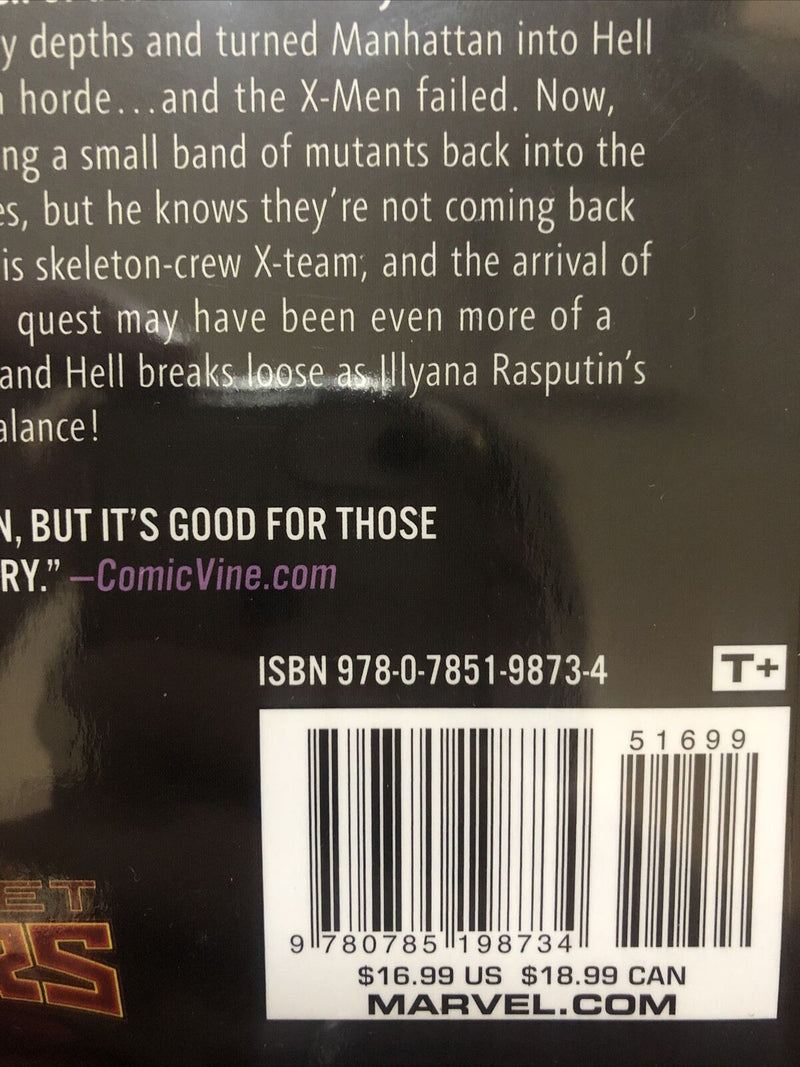 y depths and turned Manhattan into Hell
horde...and the X-Men failed. Now,
ng a small band of mutants back into the
es, but he knows they're not coming back
is skeleton-crew X-team; and the arrival of
quest may have been even more of a
and Hell breaks loose as Illyana Rasputin's
alance!
N, BUT IT'S GOOD FOR THOSE
RY." —ComicVine.com
ISBN 978-0-7851-9873-4
T+
51699
9 780785 198734
$16.99 US $18.99 CAN
MARVEL.COM
ET
RS